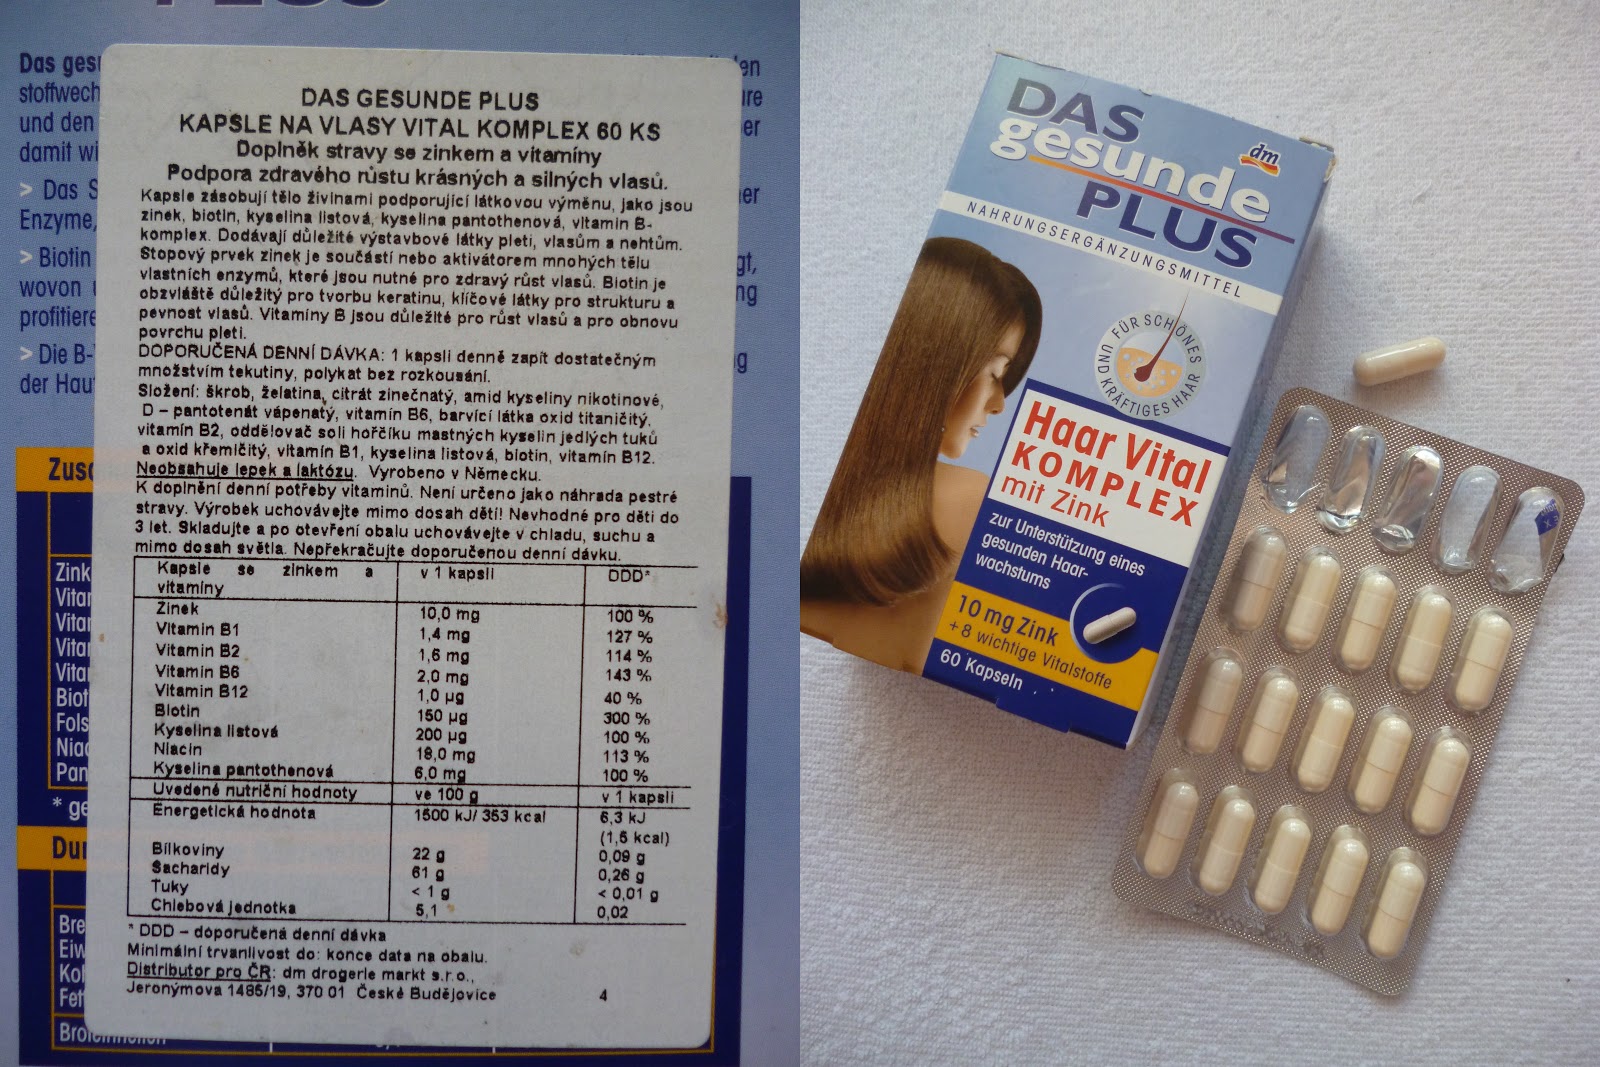 PLUS
Das
stoffwech
und den
damit wi
> Das S
Enzyme,
> Biotin
wovon
profitiere
> Die B-
der Hau
Zink
DAS GESUNDE PLUS
KAPSLE NA VLASY VITAL KOMPLEX 60 KS
Doplněk stravy se zinkem a vitamíny
Podpora zdravého růstu krásných a silných vlasů.
Kapsle zásobují tělo živinami podporující látkovou výměnu, jako jsou
zinek, biotin, kyselina listová, kyselina pantothenová, vitamin B-
komplex. Dodávají důležité výstavbové látky pleti, vlasům a nehtům.
Stopový prvek zinek je součástí nebo aktivátorem mnohých tělu
vlastních enzymů, které jsou nutné pro zdravý růst vlasů. Biotin je
obzvláště důležitý pro tvorbu keratinu, klíčové látky pro strukturu a
pevnost vlasů. Vitamíny B jsou důležité pro růst vlasů a pro obnovu
povrchu pleti.
DOPORUČENÁ DENNÍ DÁVKA: 1 kapsli denně zapít dostatečným
množstvím tekutiny, polykat bez rozkousání.
Složení: škrob, želatina, citrát zinečnatý, amid kyseliny nikotinové,
D – pantotenát vápenatý, vitamín B6, barvící látka oxid titaničitý,
vitamín B2, oddělovač soli hořčíku mastných kyselin jedlých tuků
a oxid křemičitý, vitamín B1, kyselina listová, biotin, vitamín B12.
Neobsahuje lepek a laktózu. Vyrobeno v Německu.
K doplnění denní potřeby vitaminů. Není určeno jako náhrada pestré
stravy. Výrobek uchovávejte mimo dosah dětí! Nevhodné pro děti do
3 let. Skladujte a po otevření obalu uchovávejte v chladu, suchu a
mimo dosah světla. Nepřekračujte doporučenou denní dávku.
Kapsle se zinkem a vitamíny v 1 kapsli DDD*
Zinek 10,0 mg 100 %
Vitamin B1 1,4 mg 127 %
Vitamin B2 1,6 mg 114 %
Vitamin B6 2,0 mg 143 %
Vitamin B12 1,0 µg 40 %
Biotin 150 µg 300 %
Kyselina listová 200 µg 100 %
Niacin 18,0 mg 113 %
Kyselina pantothenová 6,0 mg 100 %
Uvedené nutriční hodnoty ve 100 g v 1 kapsli
Energetická hodnota 1500 kJ/ 353 kcal 6,3 kJ
(1,6 kcal)
Bílkoviny 22 g 0,09 g
Sacharidy 61 g 0,26 g
Tuky < 1 g < 0,01 g
Chlebová jednotka 5,1 0,02
* DDD – doporučená denní dávka
Minimální trvanlivost do: konce data na obalu.
Distributor pro ČR: dm drogerie markt s.r.o.,
Jeronýmova 1485/19, 370 01 České Budějovice 4
DAS
gesunde
PLUS
dm
NAHRUNGSERGÄNZUNGSMITTEL
FÜR SCHÖNES
UND KRÄFTIGES HAAR
Haar Vital
KOMPLEX
mit Zink
zur Unterstützung eines
gesunden Haar-
wachstums
10 mg Zink
+ 8 wichtige Vitalstoffe
60 Kapseln